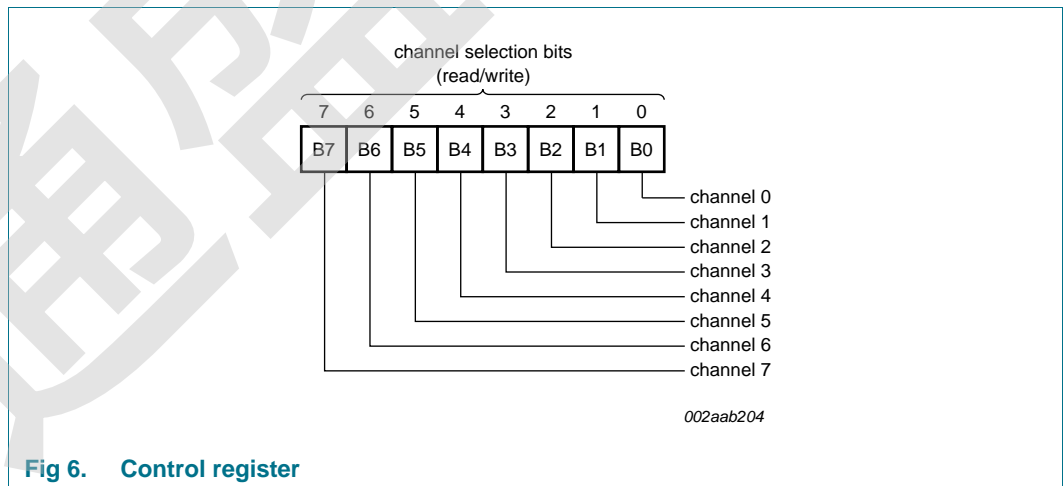 channel selection bits
(read/write)
7 6 5 4 3 2 1 0
B7 B6 B5 B4 B3 B2 B1 B0
channel 0
channel 1
channel 2
channel 3
channel 4
channel 5
channel 6
channel 7
002aab204
Fig 6. Control register